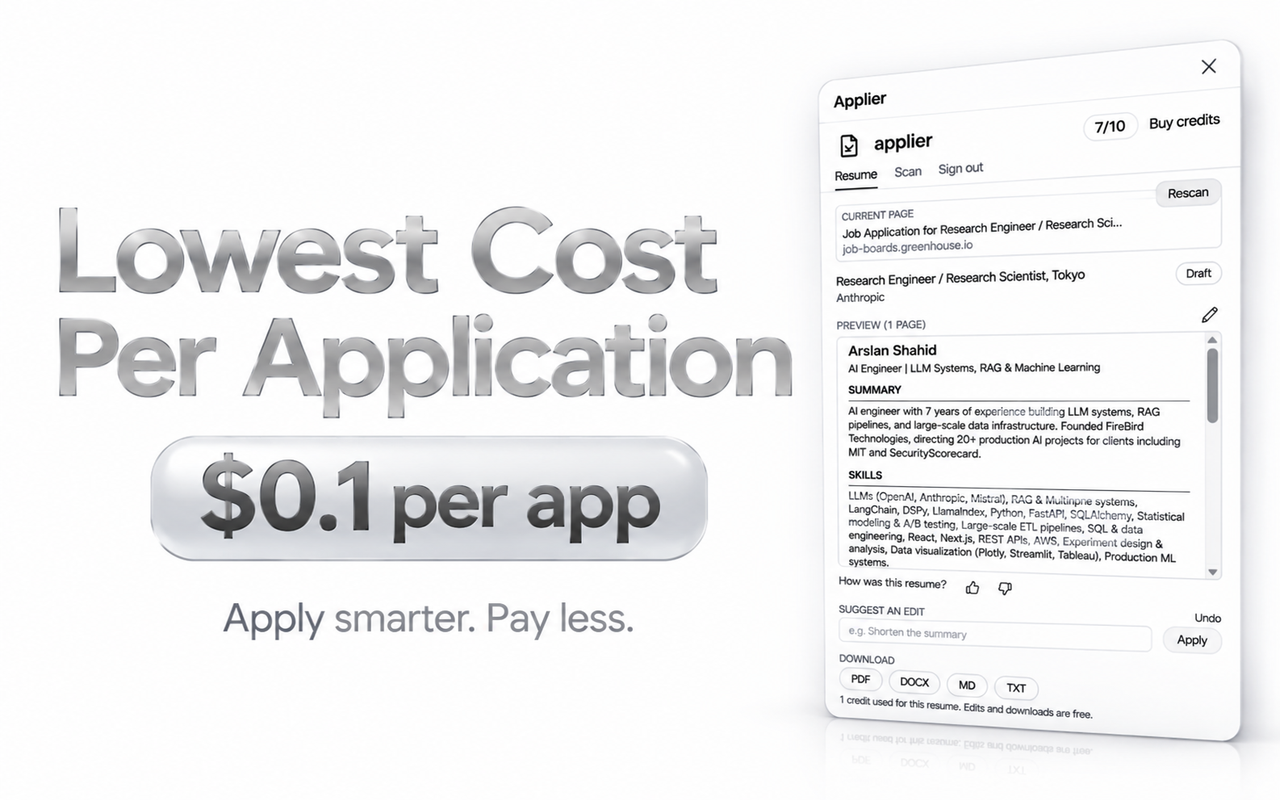 Lowest Cost
Per Application
$0.1 per app
Apply smarter. Pay less.
Applier
applier
7/10
Buy credits
Resume
Scan
Sign out
Rescan
CURRENT PAGE
Job Application for Research Engineer / Research Sci...
job-boards.greenhouse.io
Research Engineer / Research Scientist, Tokyo
Draft
Anthropic
PREVIEW (1 PAGE)
Arslan Shahid
AI Engineer | LLM Systems, RAG & Machine Learning
SUMMARY
AI engineer with 7 years of experience building LLM systems, RAG
pipelines, and large-scale data infrastructure. Founded FireBird
Technologies, directing 20+ production AI projects for clients including
MIT and SecurityScorecard.
SKILLS
LLMs (OpenAI, Anthropic, Mistral), RAG & Multinpne systems,
LangChain, DSPy, LlamaIndex, Python, FastAPI, SQLAlchemy, Statistical
modeling & A/B testing, Large-scale ETL pipelines, SQL & data
engineering, React, Next.js, REST APIs, AWS, Experiment design &
analysis, Data visualization (Plotly, Streamlit, Tableau), Production ML
systems.
How was this resume?
SUGGEST AN EDIT
Undo
e.g. Shorten the summary
Apply
DOWNLOAD
PDF
DOCX
MD
TXT
1 credit used for this resume. Edits and downloads are free.